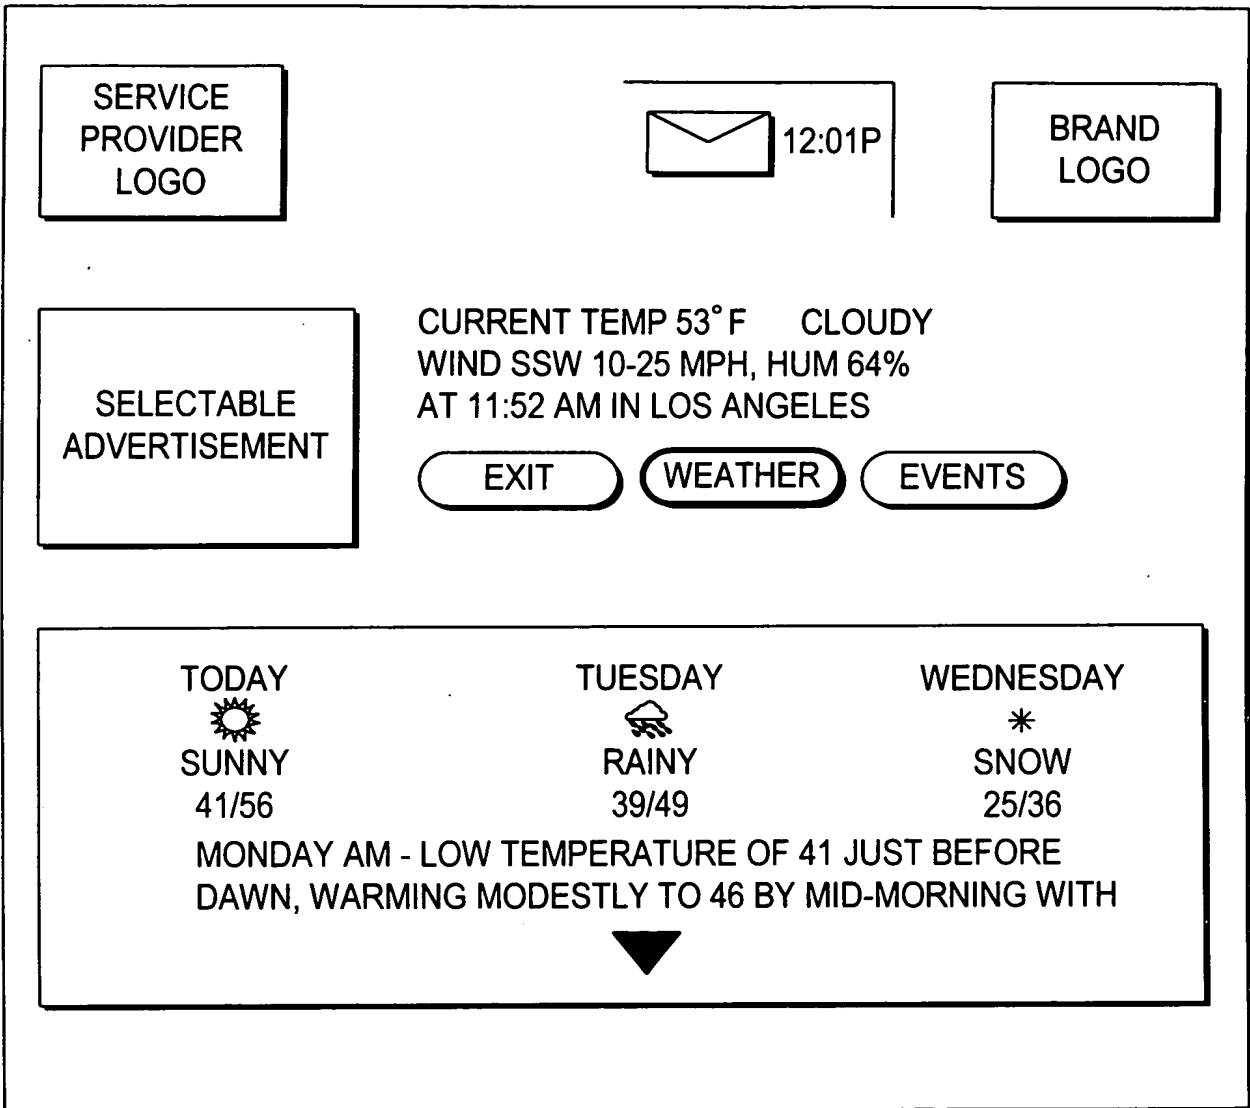 SERVICE
PROVIDER
LOGO
12:01P
BRAND
LOGO
SELECTABLE
ADVERTISEMENT
CURRENT TEMP 53°F CLOUDY
WIND SSW 10-25 MPH, HUM 64%
AT 11:52 AM IN LOS ANGELES
EXIT WEATHER EVENTS
TODAY TUESDAY WEDNESDAY
SUNNY RAINY SNOW
41/56 39/49 25/36
MONDAY AM - LOW TEMPERATURE OF 41 JUST BEFORE
DAWN, WARMING MODESTLY TO 46 BY MID-MORNING WITH